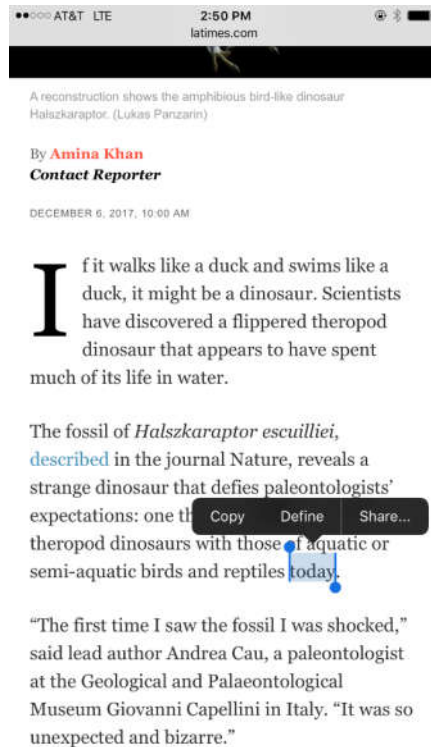 AT&T LTE 2:50 PM
latimes.com
A reconstruction shows the amphibious bird-like dinosaur
Halszkaraptor. (Lukas Panzarin)
By Amina Khan
Contact Reporter
DECEMBER 6, 2017, 10:00 AM
If it walks like a duck and swims like a
duck, it might be a dinosaur. Scientists
have discovered a flippered theropod
dinosaur that appears to have spent
much of its life in water.
The fossil of Halszkaraptor escuilliei,
described in the journal Nature, reveals a
strange dinosaur that defies paleontologists’
expectations: one th Copy Define Share...
theropod dinosaurs with those of aquatic or
semi-aquatic birds and reptiles today.
“The first time I saw the fossil I was shocked,”
said lead author Andrea Cau, a paleontologist
at the Geological and Palaeontological
Museum Giovanni Capellini in Italy. “It was so
unexpected and bizarre.”